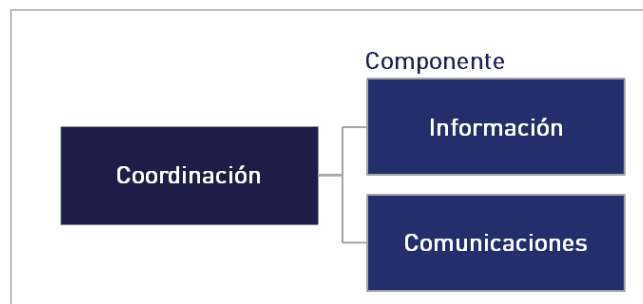 Componente
Información
Coordinación
Comunicaciones